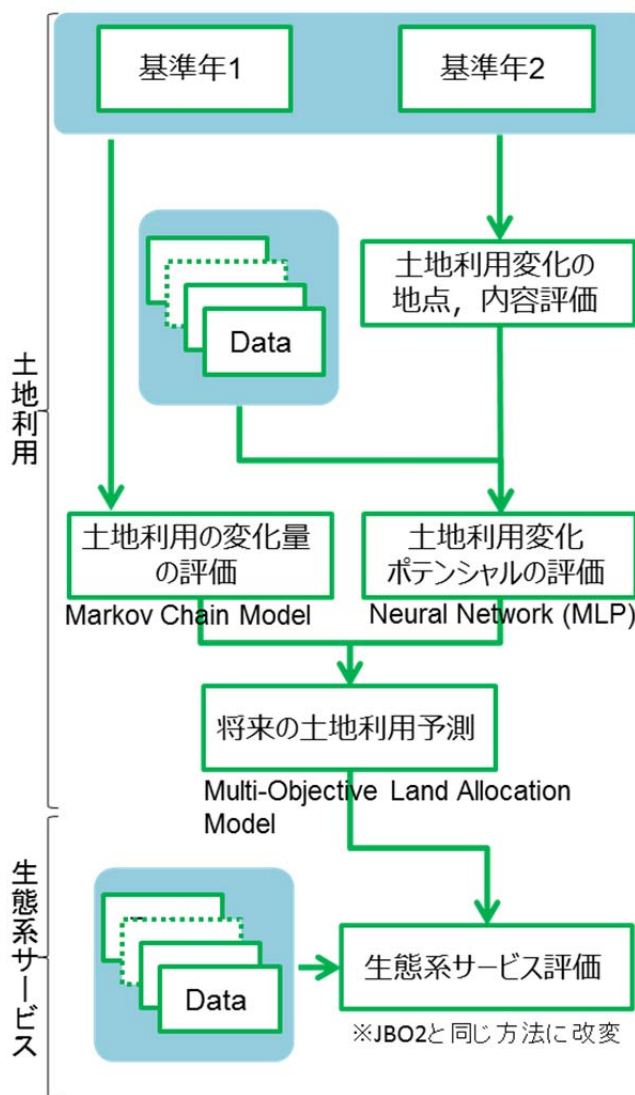 基準年1
基準年2
土地利用変化の
地点，内容評価
Data
土地利用
土地利用の変化量
の評価
Markov Chain Model
土地利用変化
ポテンシャルの評価
Neural Network (MLP)
将来の土地利用予測
Multi-Objective Land Allocation
Model
生態系サービス
Data
生態系サービス評価
※JBO2と同じ方法に改変